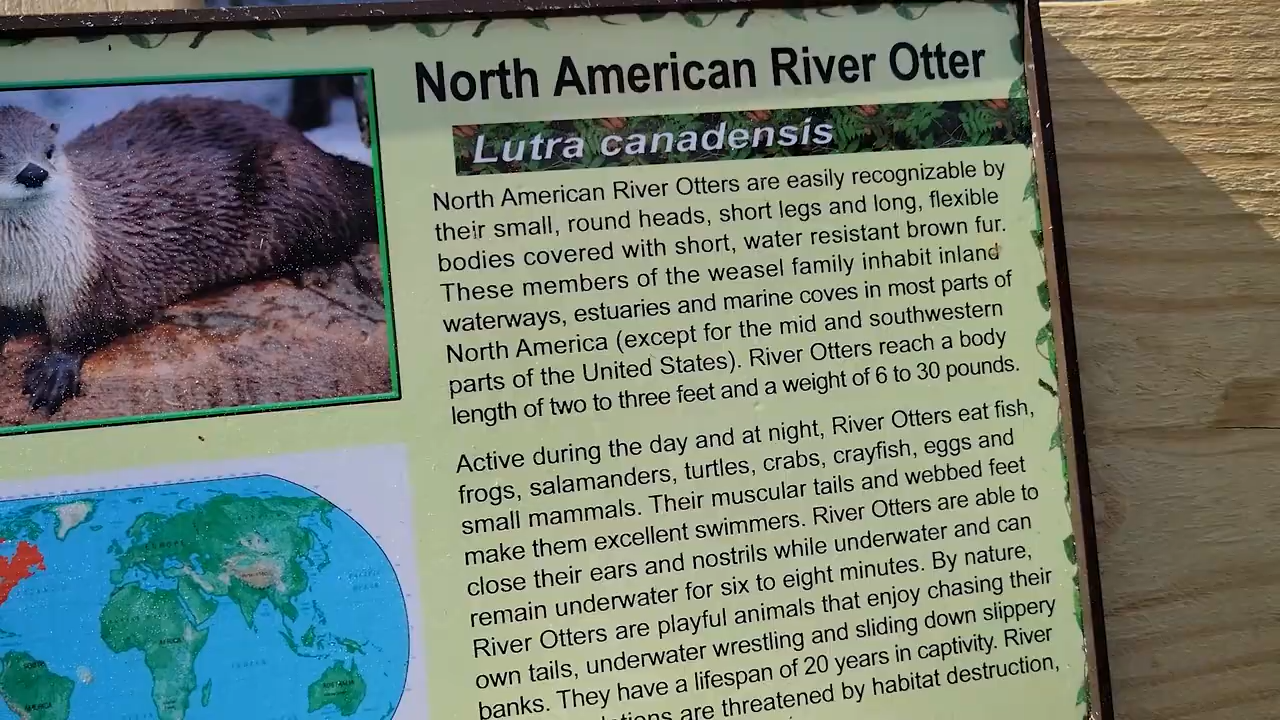 North American River Otter
Lutra canadensis
North American River Otters are easily recognizable by
their small, round heads, short legs and long, flexible
bodies covered with short, water resistant brown fur.
These members of the weasel family inhabit inland
waterways, estuaries and marine coves in most parts of
North America (except for the mid and southwestern
parts of the United States). River Otters reach a body
length of two to three feet and a weight of 6 to 30 pounds.
Active during the day and at night, River Otters eat fish,
frogs, salamanders, turtles, crabs, crayfish, eggs and
small mammals. Their muscular tails and webbed feet
make them excellent swimmers. River Otters are able to
close their ears and nostrils while underwater and can
remain underwater for six to eight minutes. By nature,
River Otters are playful animals that enjoy chasing their
own tails, underwater wrestling and sliding down slippery
banks. They have a lifespan of 20 years in captivity. River
are threatened by habitat destruction,
EUROPE
PACIFIC
OCEAN
AFRICA
SOUTH
AMERICA
AUSTRALIA